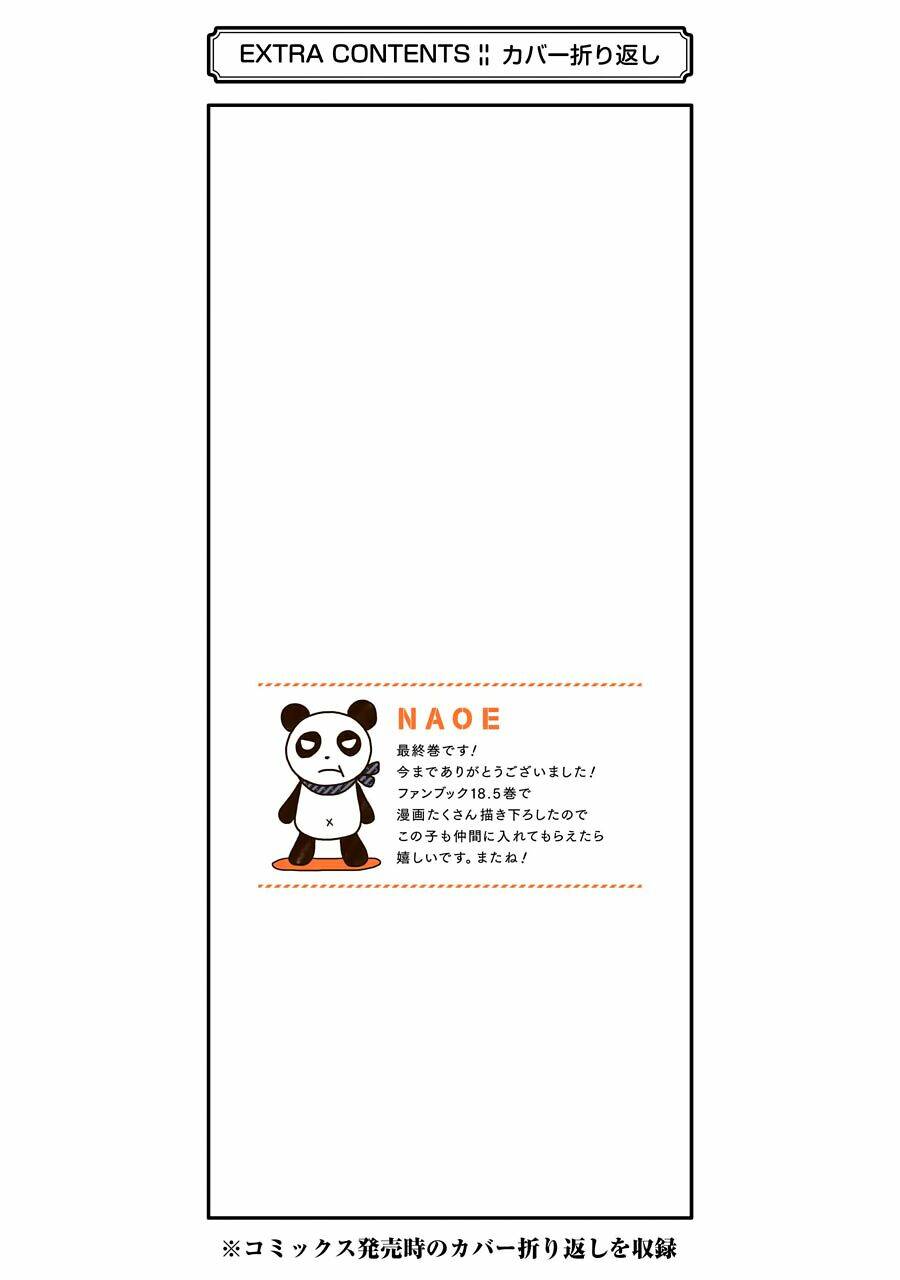 EXTRA CONTENTS :: カバー折り返し
NAOE
最終巻です!
今までありがとうございました!
ファンブック18.5巻で
漫画たくさん描き下ろしたので
この子も仲間に入れてもらえたら
嬉しいです。またね!
※コミックス発売時のカバー折り返しを収録